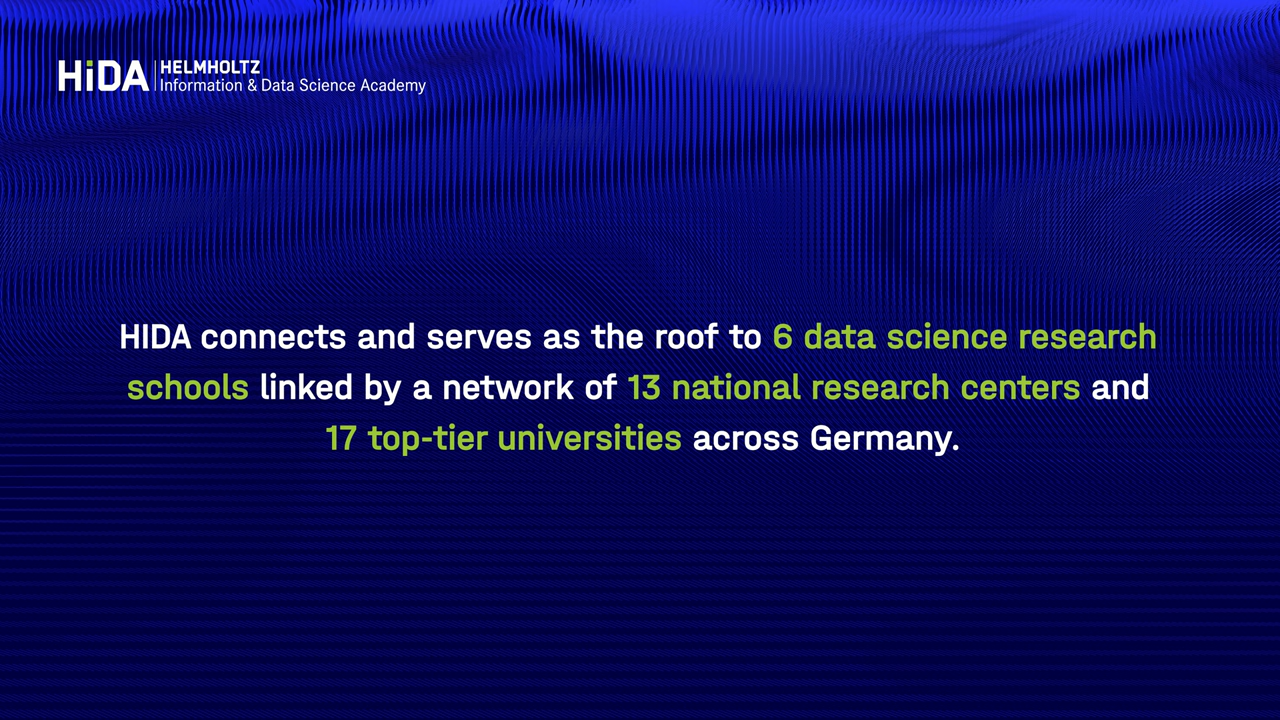 HiDA
HELMHOLTZ
Information & Data Science Academy
HIDA connects and serves as the roof to 6 data science research
schools linked by a network of 13 national research centers and
17 top-tier universities across Germany.